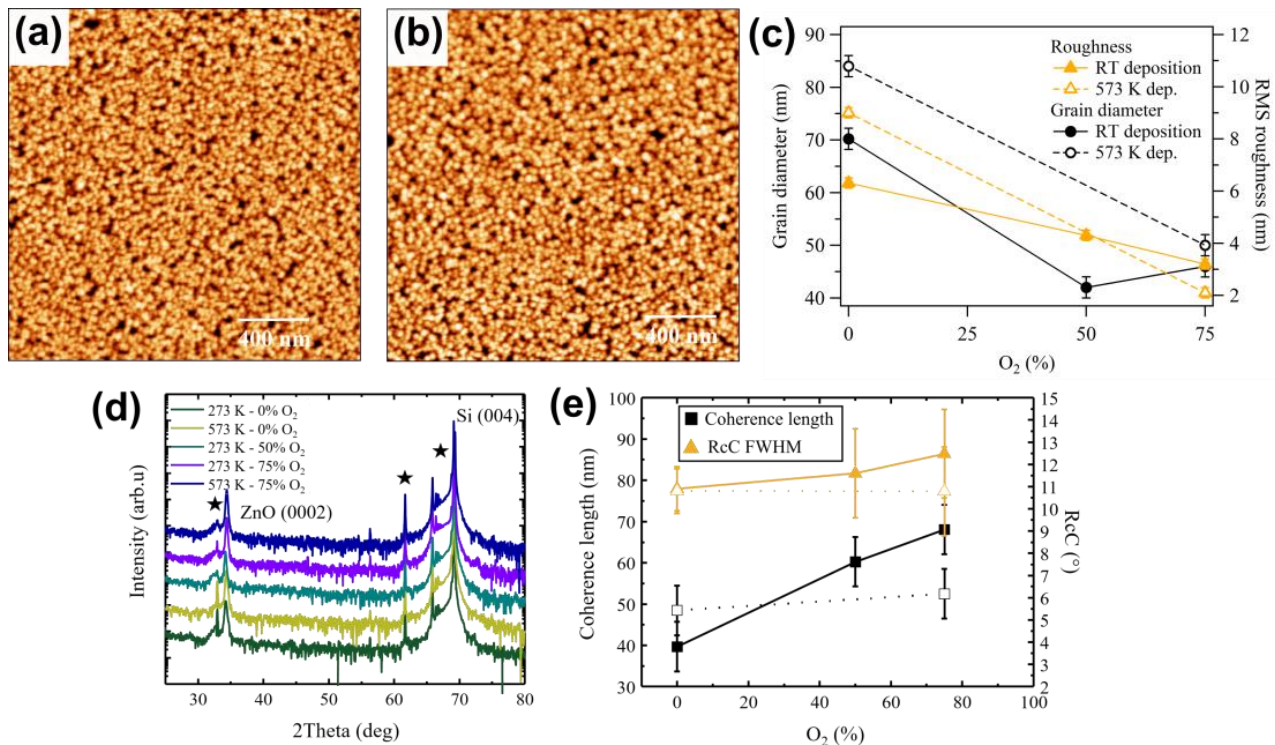 (a)
400 nm
(b)
400 nm
(c)
90
80
70
60
50
40
Grain diameter (nm)
12
10
8
6
4
2
RMS roughness (nm)
Roughness
RT deposition
573 K dep.
Grain diameter
RT deposition
573 K dep.
0
25
50
75
O₂ (%)
(d)
273 K - 0% O₂
573 K - 0% O₂
273 K - 50% O₂
273 K - 75% O₂
573 K - 75% O₂
Si (004)
ZnO (0002)
Intensity (arb.u)
30
40
50
60
70
80
2Theta (deg)
(e)
Coherence length
RcC FWHM
100
90
80
70
60
50
40
30
Coherence length (nm)
15
14
13
12
11
10
9
8
7
6
5
4
3
2
RcC (°)
0
20
40
60
80
100
O₂ (%)